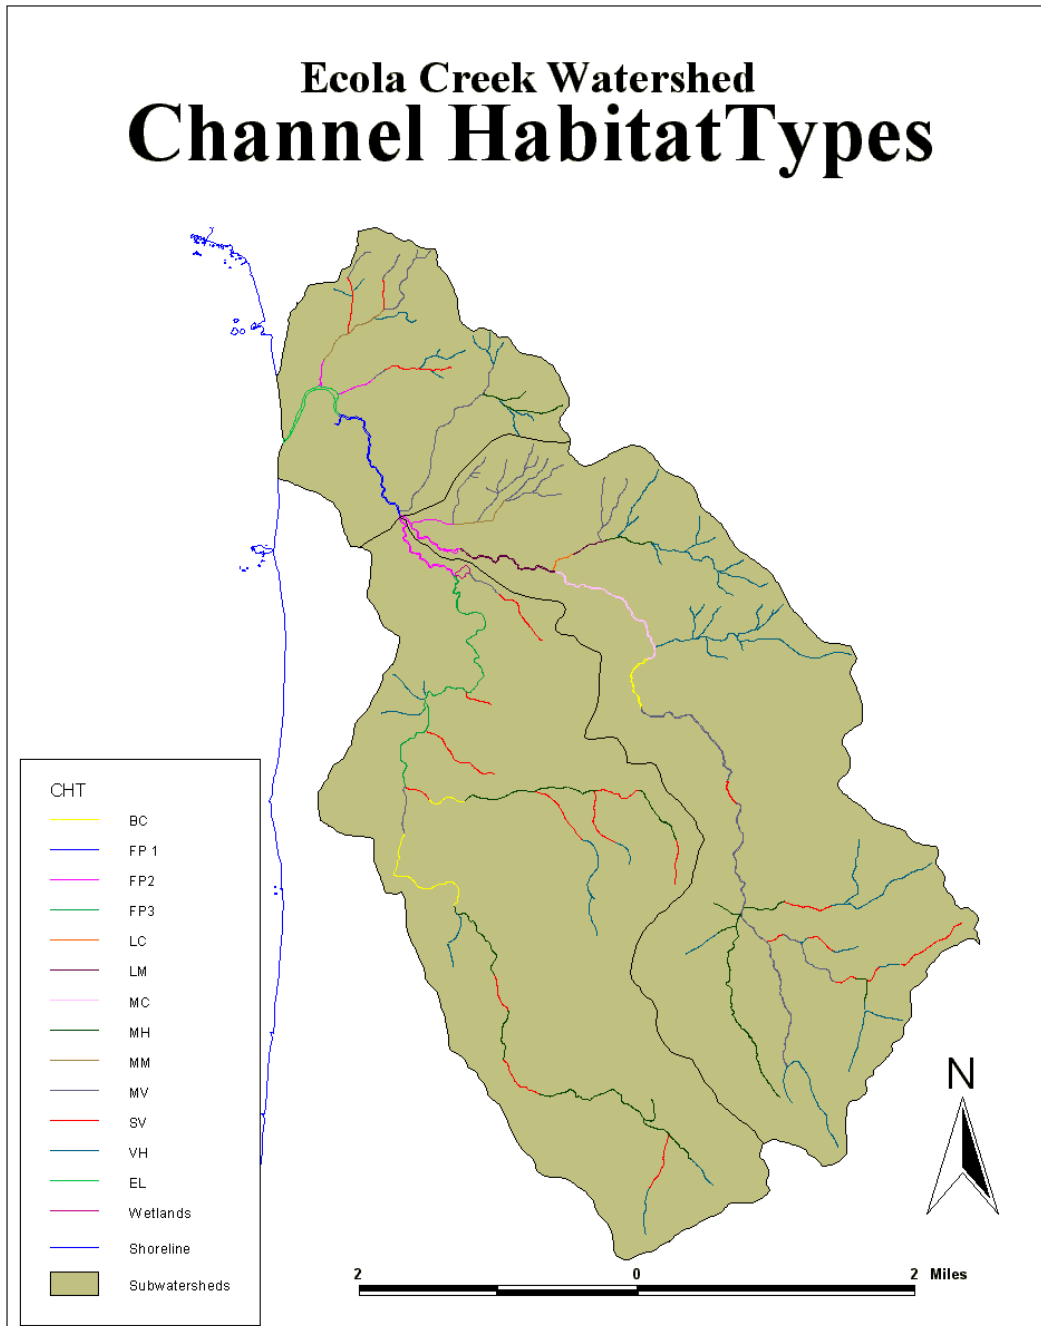 Ecola Creek Watershed
Channel HabitatTypes
CHT
BC
FP 1
FP2
FP3
LC
LM
MC
MH
MM
MV
SV
VH
EL
Wetlands
Shoreline
Subwatersheds
N
2 0 2 Miles